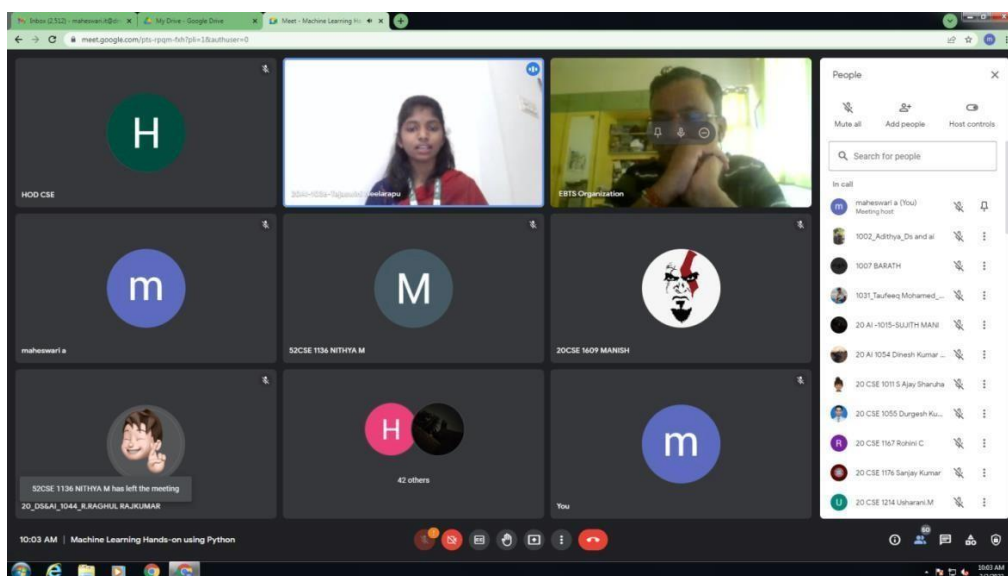 Inbox (2,512) - maheswari.it@
My Drive - Google Drive
Meet - Machine Learning H
meet.google.com/pts-rpqm-fxh?pli=1&authuser=0
H
HOD CSE
EBTS Organization
m
maheswari a
M
52CSE 1136 NITHYA M
20CSE 1609 MANISH
52CSE 1136 NITHYA M has left the meeting
20_DS&AI_1044_R.RAGHUL RAJKUMAR
H
42 others
m
You
People
Mute all
Add people
Host controls
Search for people
In call
m
maheswari a (You)
Meeting host
1002_Adithya_Ds and ai
1007 BARATH
1031_Taufeeq Mohamed_...
20 AI -1015-SUJITH MANI
20 AI 1054 Dinesh Kumar ...
20 CSE 1011 S Ajay Sharuha
20 CSE 1055 Durgesh Ku...
R
20 CSE 1167 Rohini C
20 CSE 1176 Sanjay Kumar
U
20 CSE 1214 Usharani.M
10:03 AM | Machine Learning Hands-on using Python
50
10:03 AM